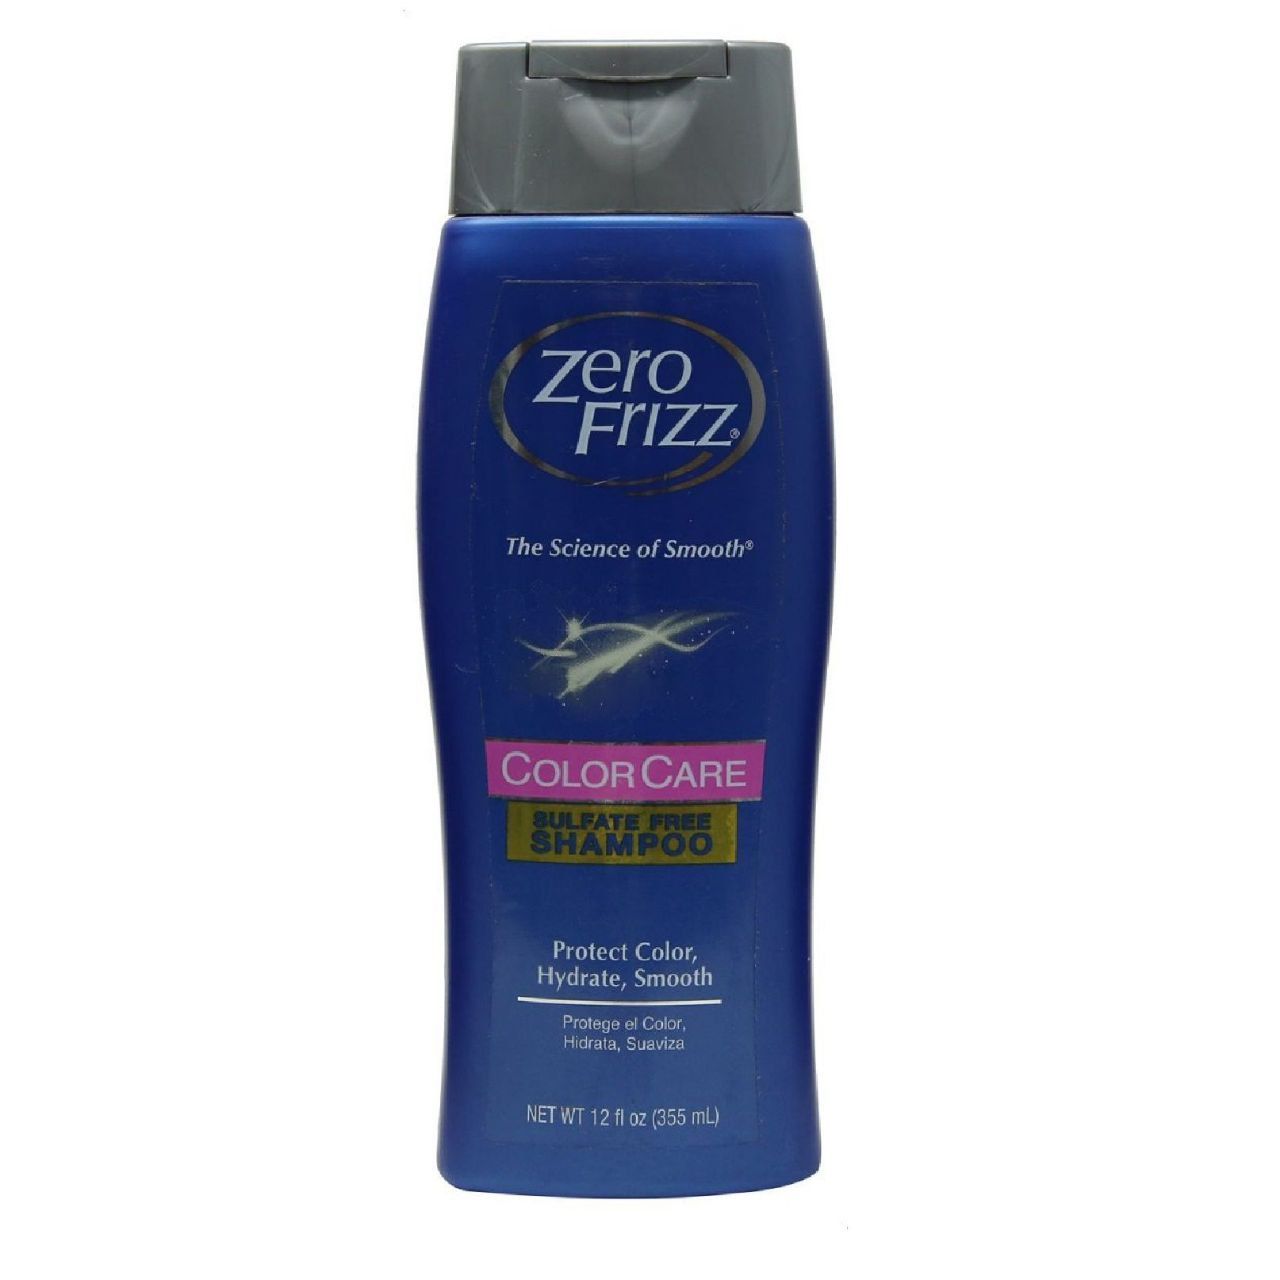 Zero
Frizz®
The Science of Smooth®
COLOR CARE
SULFATE FREE
SHAMPOO
Protect Color,
Hydrate, Smooth
Protege el Color,
Hidrata, Suaviza
NET WT 12 fl oz (355 mL)